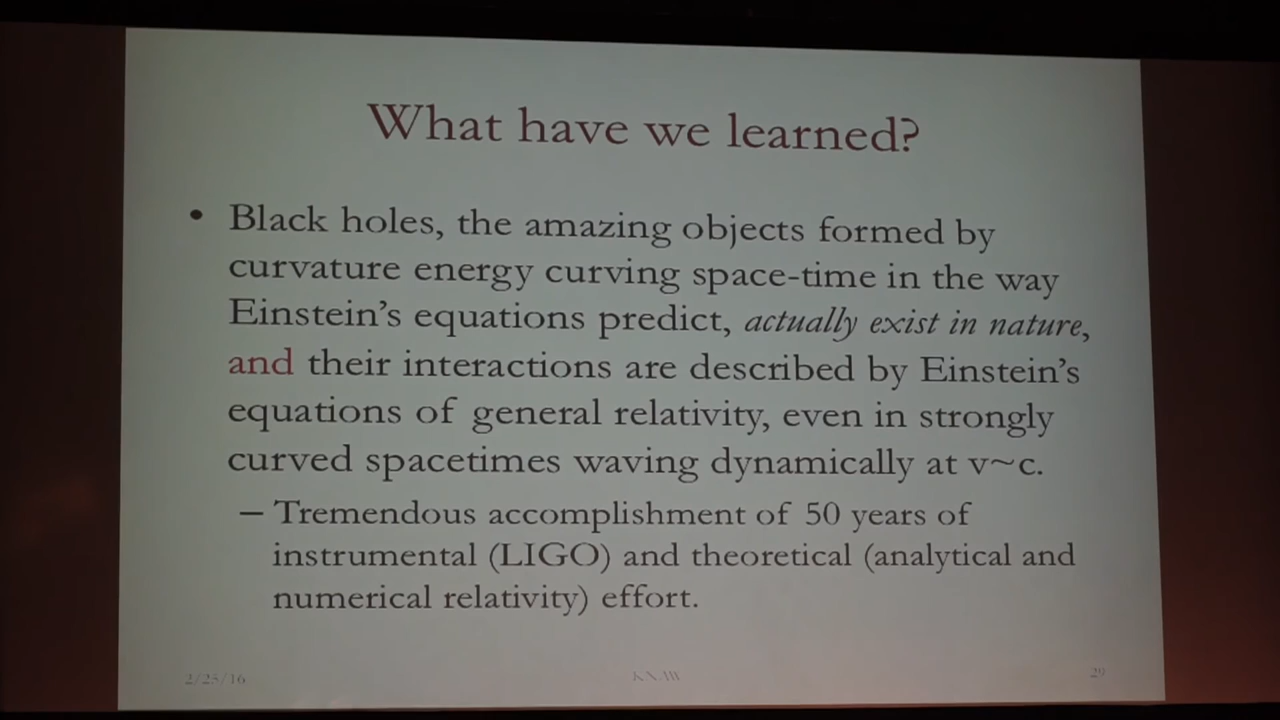 What have we learned?
• Black holes, the amazing objects formed by
curvature energy curving space-time in the way
Einstein's equations predict, actually exist in nature,
and their interactions are described by Einstein's
equations of general relativity, even in strongly
curved spacetimes waving dynamically at v~c.
– Tremendous accomplishment of 50 years of
instrumental (LIGO) and theoretical (analytical and
numerical relativity) effort.
2/25/16 KNAW 29